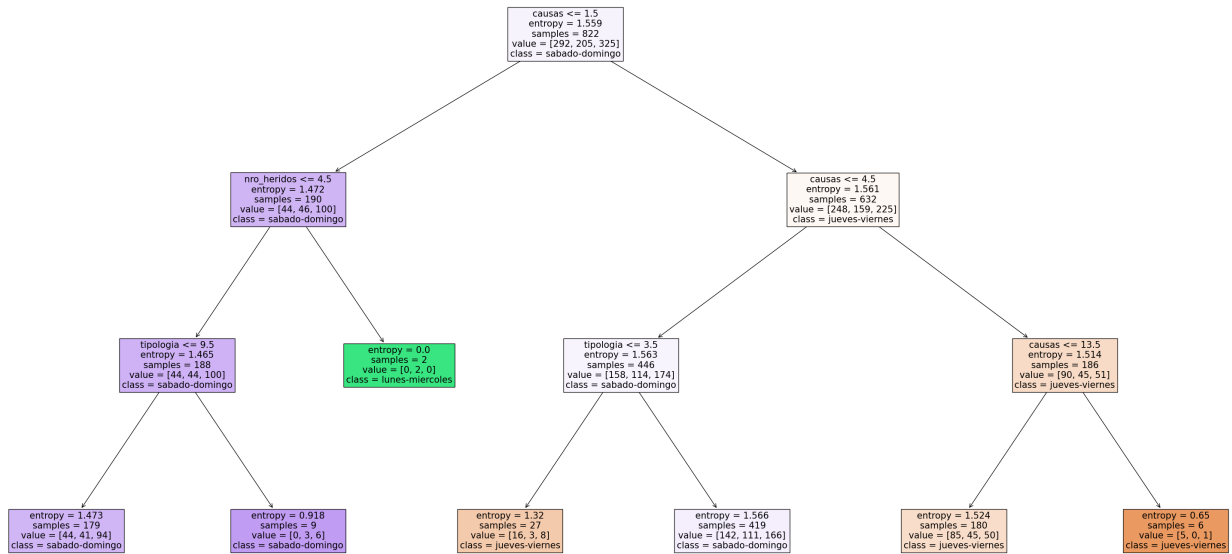 causas <= 1.5
entropy = 1.559
samples = 822
value = [292, 205, 325]
class = sabado-domingo
nro_heridos <= 4.5
entropy = 1.472
samples = 190
value = [44, 46, 100]
class = sabado-domingo
causas <= 4.5
entropy = 1.561
samples = 632
value = [248, 159, 225]
class = jueves-viernes
tipologia <= 9.5
entropy = 1.465
samples = 188
value = [44, 44, 100]
class = sabado-domingo
entropy = 0.0
samples = 2
value = [0, 2, 0]
class = lunes-miercoles
tipologia <= 3.5
entropy = 1.563
samples = 446
value = [158, 114, 174]
class = sabado-domingo
causas <= 13.5
entropy = 1.514
samples = 186
value = [90, 45, 51]
class = jueves-viernes
entropy = 1.473
samples = 179
value = [44, 41, 94]
class = sabado-domingo
entropy = 0.918
samples = 9
value = [0, 3, 6]
class = sabado-domingo
entropy = 1.32
samples = 27
value = [16, 3, 8]
class = jueves-viernes
entropy = 1.566
samples = 419
value = [142, 111, 166]
class = sabado-domingo
entropy = 1.524
samples = 180
value = [85, 45, 50]
class = jueves-viernes
entropy = 0.65
samples = 6
value = [5, 0, 1]
class = jueves-viernes